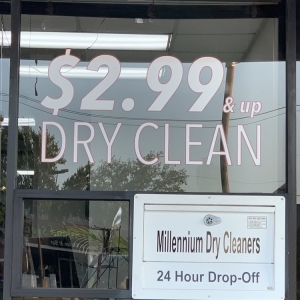 $2.99 & up
DRY CLEAN
Millennium Dry Cleaners
24 Hour Drop-Off